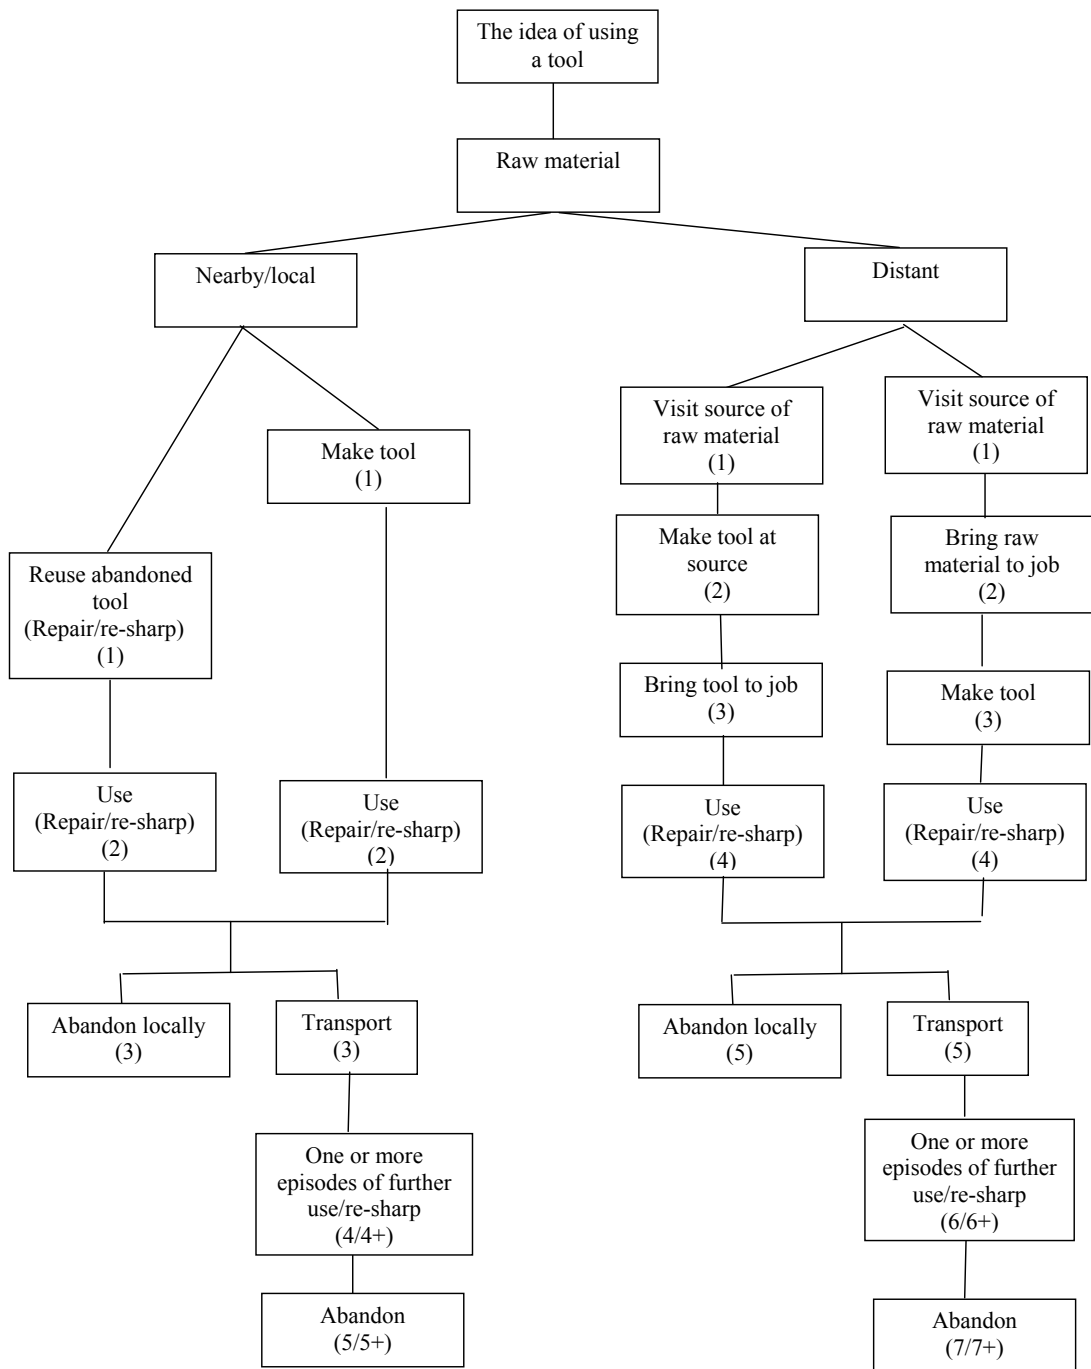 The idea of using
a tool
Raw material
Nearby/local
Distant
Visit source of
raw material
(1)
Visit source of
raw material
(1)
Make tool
(1)
Make tool at
source
(2)
Bring raw
material to job
(2)
Reuse abandoned
tool
(Repair/re-sharp)
(1)
Bring tool to job
(3)
Make tool
(3)
Use
(Repair/re-sharp)
(2)
Use
(Repair/re-sharp)
(2)
Use
(Repair/re-sharp)
(4)
Use
(Repair/re-sharp)
(4)
Abandon locally
(3)
Transport
(3)
Abandon locally
(5)
Transport
(5)
One or more
episodes of further
use/re-sharp
(4/4+)
One or more
episodes of further
use/re-sharp
(6/6+)
Abandon
(5/5+)
Abandon
(7/7+)